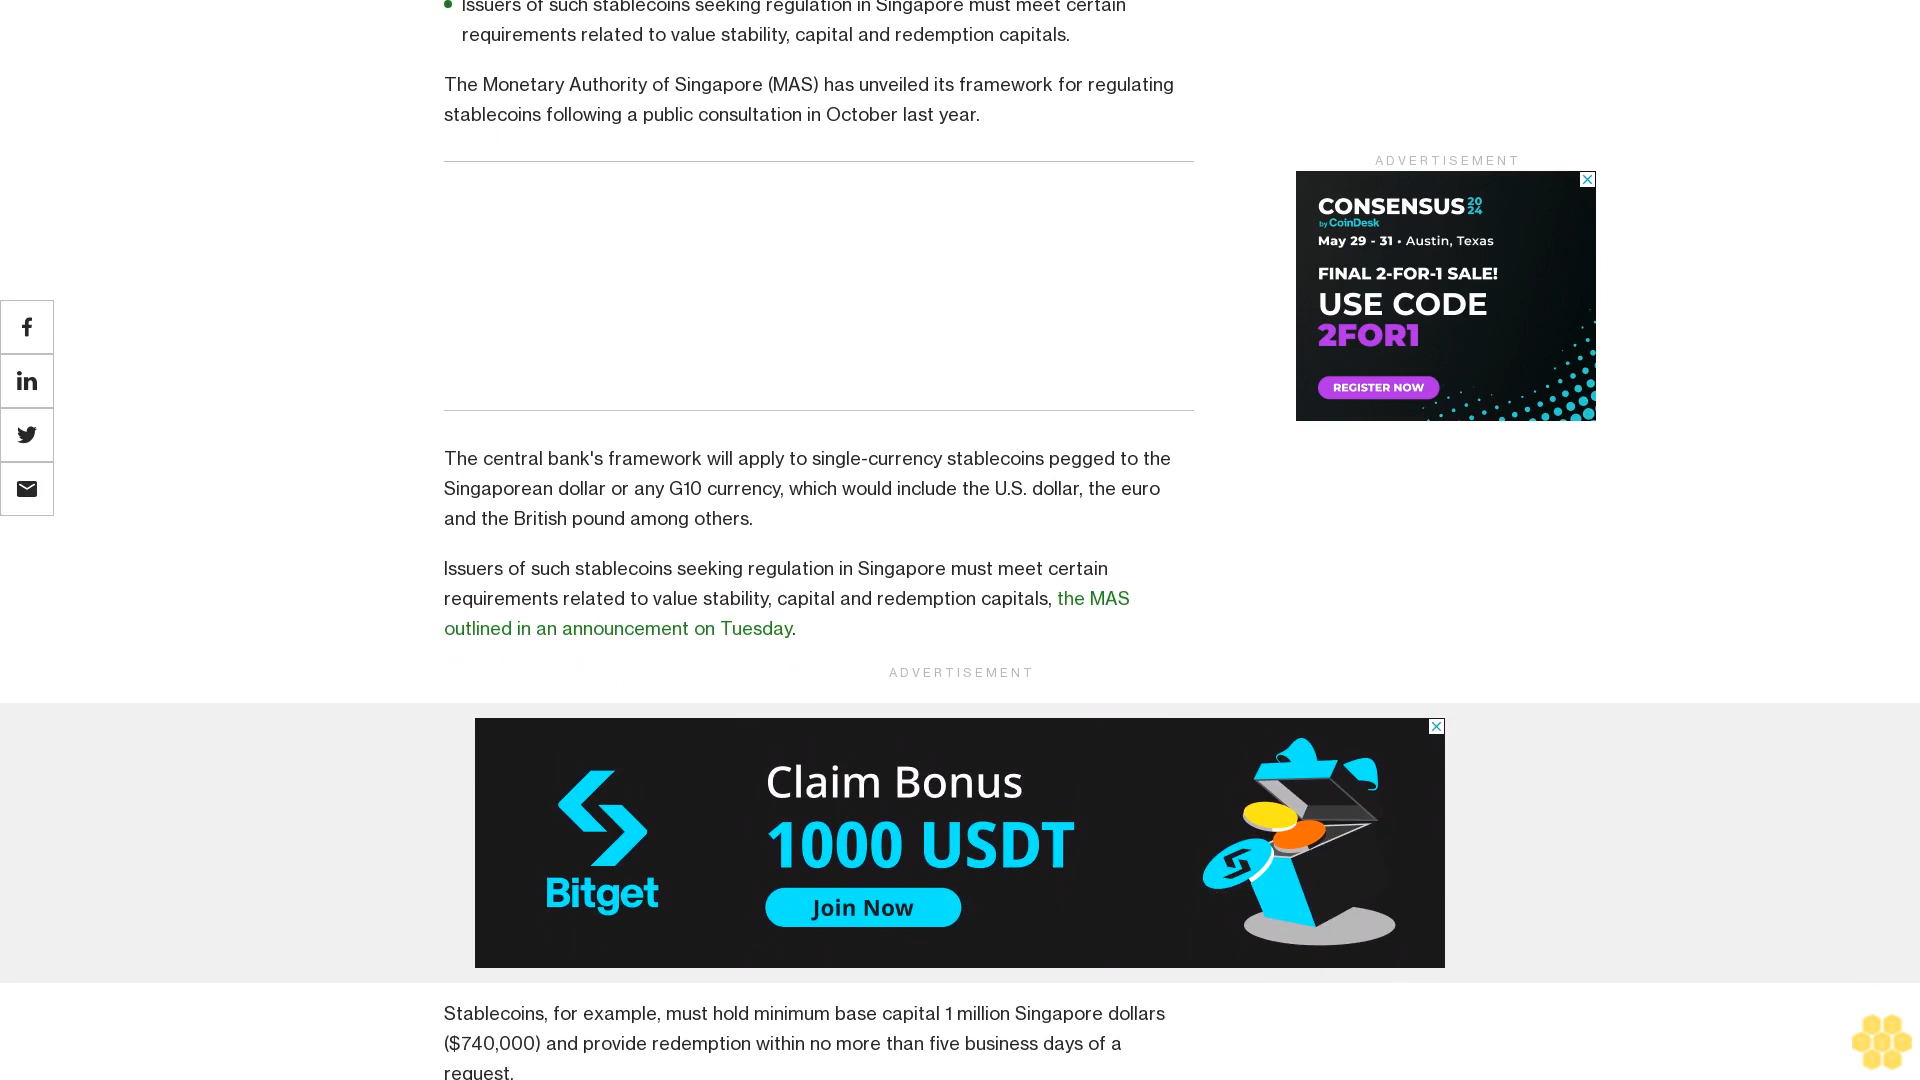 Issuers of such stablecoins seeking regulation in Singapore must meet certain
requirements related to value stability, capital and redemption capitals.
The Monetary Authority of Singapore (MAS) has unveiled its framework for regulating
stablecoins following a public consultation in October last year.
ADVERTISEMENT
CONSENSUS 2024
by CoinDesk
May 29 - 31 • Austin, Texas
FINAL 2-FOR-1 SALE!
USE CODE
2FOR1
REGISTER NOW
The central bank's framework will apply to single-currency stablecoins pegged to the
Singaporean dollar or any G10 currency, which would include the U.S. dollar, the euro
and the British pound among others.
Issuers of such stablecoins seeking regulation in Singapore must meet certain
requirements related to value stability, capital and redemption capitals, the MAS
outlined in an announcement on Tuesday.
ADVERTISEMENT
Claim Bonus
1000 USDT
Bitget
Join Now
Stablecoins, for example, must hold minimum base capital 1 million Singapore dollars
($740,000) and provide redemption within no more than five business days of a
request.